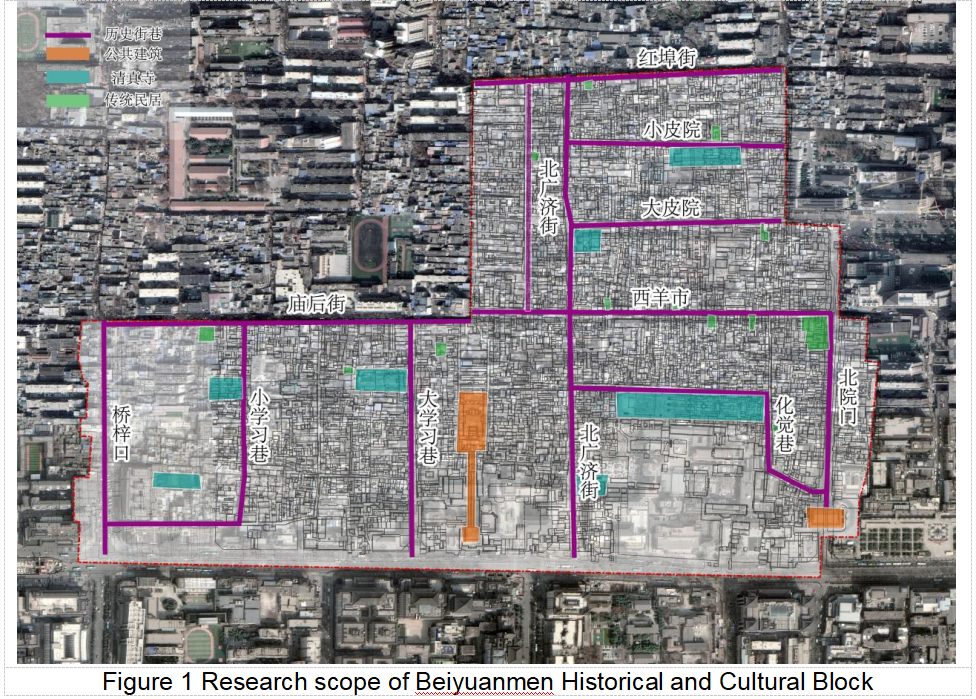 历史街巷
公共建筑
清真寺
传统民居
红埠街
小皮院
北广济街
大皮院
西羊市
庙后街
桥梓口
小学习巷
大学习巷
北广济街
化觉巷
北院门
Figure 1 Research scope of Beiyuanmen Historical and Cultural Block